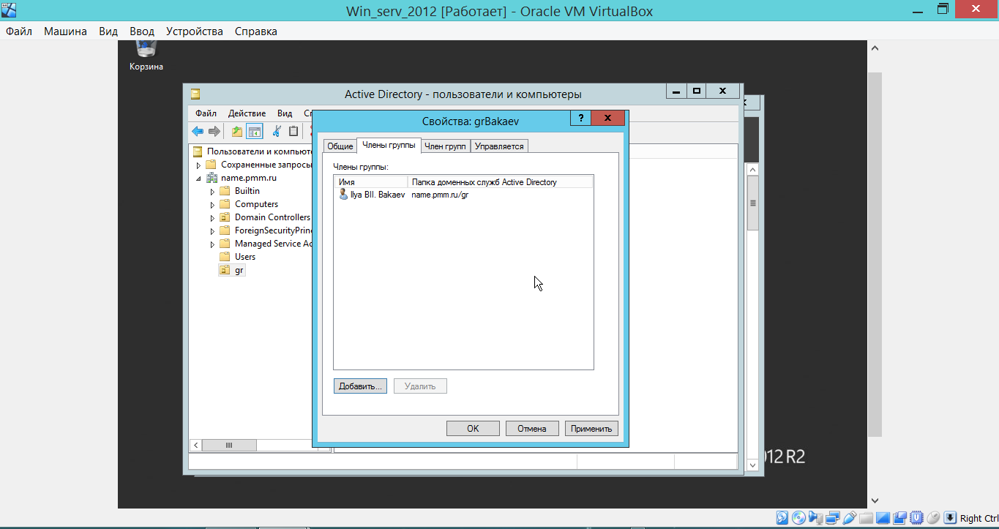 Win_serv_2012 [Работает] - Oracle VM VirtualBox
Файл Машина Вид Ввод Устройства Справка
Корзина
Active Directory - пользователи и компьютеры
Файл Действие Вид
Свойства: grBakaev
?
Общие Члены группы Член групп Управляется
Пользователи и компьюте
Сохраненные запросы
name.pmm.ru
Builtin
Computers
Domain Controllers
ForeignSecurityPrinc
Managed Service Ac
Users
gr
Члены группы:
Имя Папка доменных служб Active Directory
Ilya BII. Bakaev name.pmm.ru/gr
Добавить... Удалить
OK Отмена Применить
012 R2
Right Ctrl